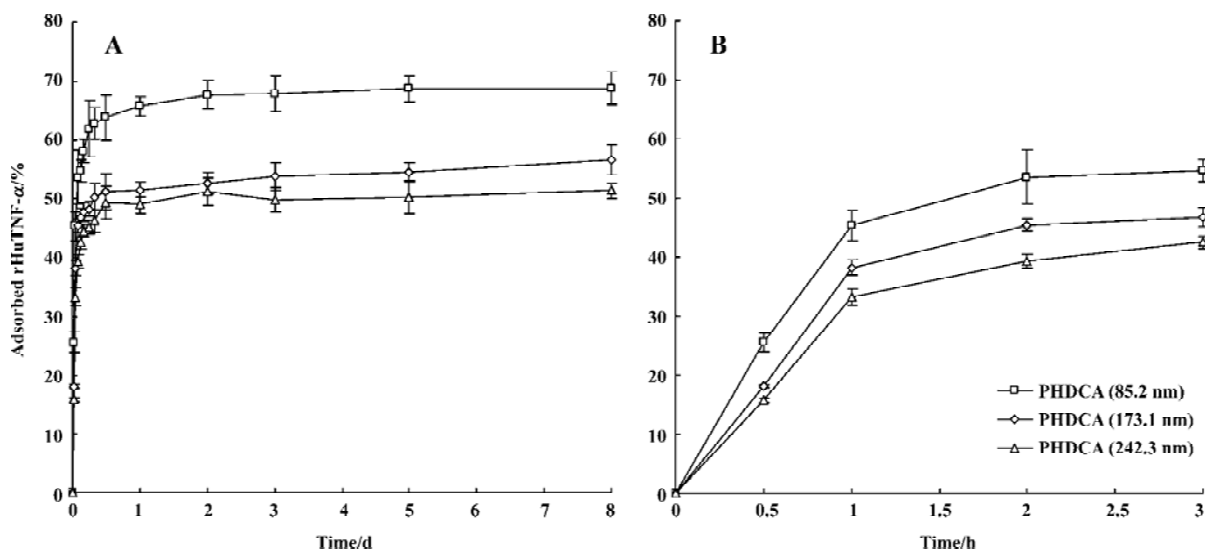 A
80
70
60
50
40
30
20
10
0
Adsorbed rHuTNF-α/%
0 1 2 3 4 5 6 7 8
Time/d
B
80
70
60
50
40
30
20
10
0
PHDCA (85.2 nm)
PHDCA (173.1 nm)
PHDCA (242.3 nm)
0 0.5 1 2 2.5 3
Time/h